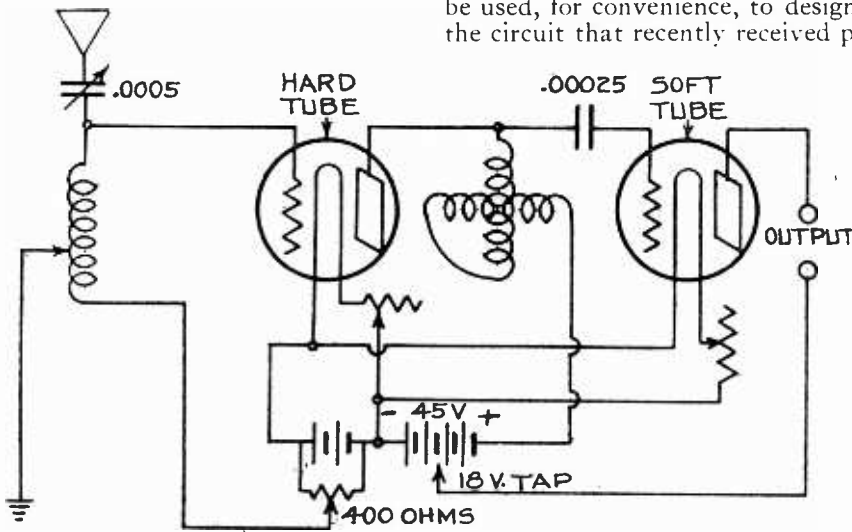 be used, for convenience, to design
the circuit that recently received p
.0005
HARD
TUBE
.00025
SOFT
TUBE
OUTPUT
- 45V +
18 V. TAP
400 OHMS